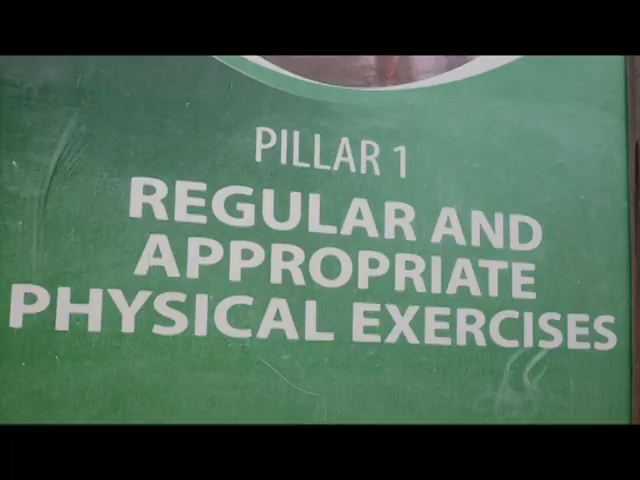 PILLAR 1
REGULAR AND
APPROPRIATE
PHYSICAL EXERCISES